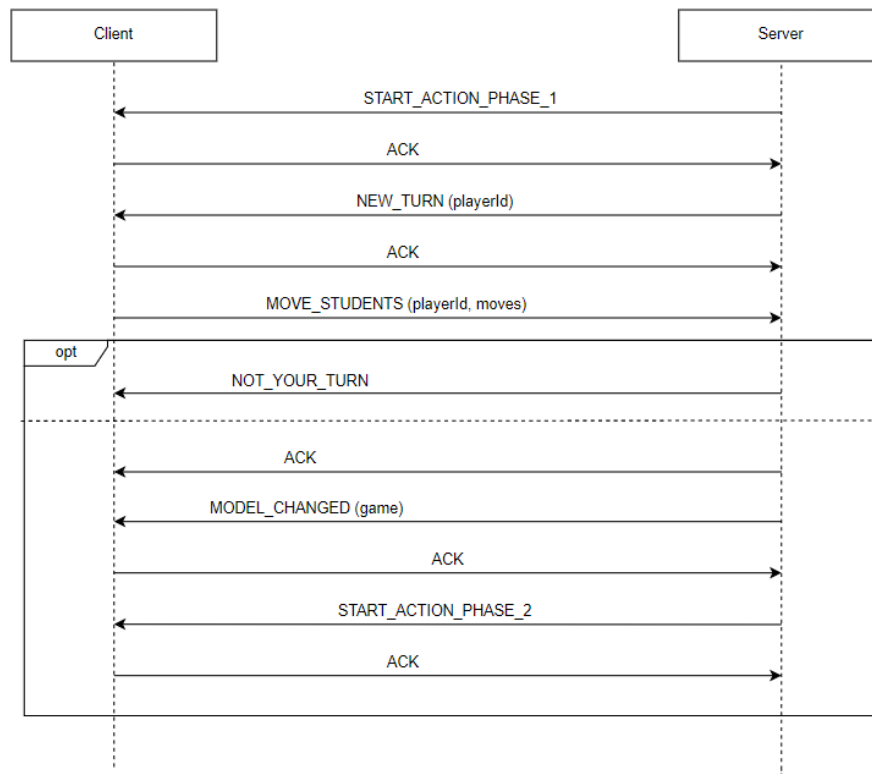 Client
Server
START_ACTION_PHASE_1
ACK
NEW_TURN (playerId)
ACK
MOVE_STUDENTS (playerId, moves)
opt
NOT_YOUR_TURN
ACK
MODEL_CHANGED (game)
ACK
START_ACTION_PHASE_2
ACK